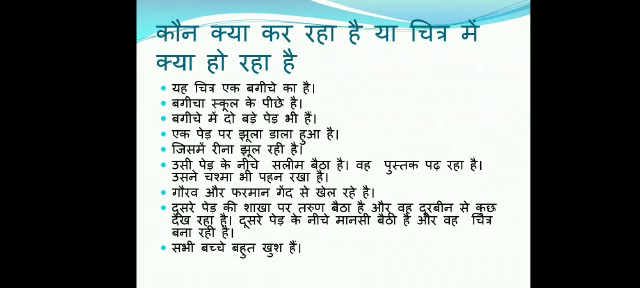 कौन क्या कर रहा है या चित्र में
क्या हो रहा है
यह चित्र एक बगीचे का है।
बगीचा स्कूल के पीछे है।
बगीचे में दो बड़े पेड़ भी हैं।
एक पेड़ पर झूला डाला हुआ है।
जिसमें रीना झूल रही है।
उसी पेड़ के नीचे सलीम बैठा है। वह पुस्तक पढ़ रहा है।
उसने चश्मा भी पहन रखा है।
गौरव और फरमान गेंद से खेल रहे है।
दूसरे पेड़ की शाखा पर तरुण बैठा है और वह दूरबीन से कुछ
देख रहा है। दूसरे पेड़ के नीचे मानसी बैठी है और वह चित्र
बना रही है।
सभी बच्चे बहुत खुश हैं।